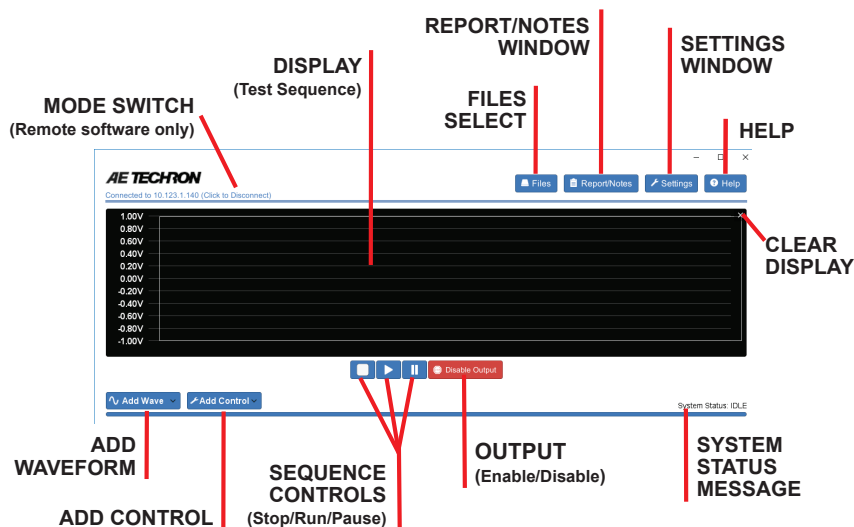 REPORT/NOTES
WINDOW
SETTINGS
WINDOW
DISPLAY
(Test Sequence)
FILES
SELECT
MODE SWITCH
(Remote software only)
HELP
AE TECHRON
Connected to 10.123.1.140 (Click to Disconnect)
Files
Report/Notes
Settings
Help
1.00V
0.80V
0.60V
0.40V
0.20V
0.00V
-0.20V
-0.40V
-0.60V
-0.80V
-1.00V
CLEAR
DISPLAY
Disable Output
Add Wave
Add Control
System Status: IDLE
ADD
WAVEFORM
ADD CONTROL
SEQUENCE
CONTROLS
(Stop/Run/Pause)
OUTPUT
(Enable/Disable)
SYSTEM
STATUS
MESSAGE